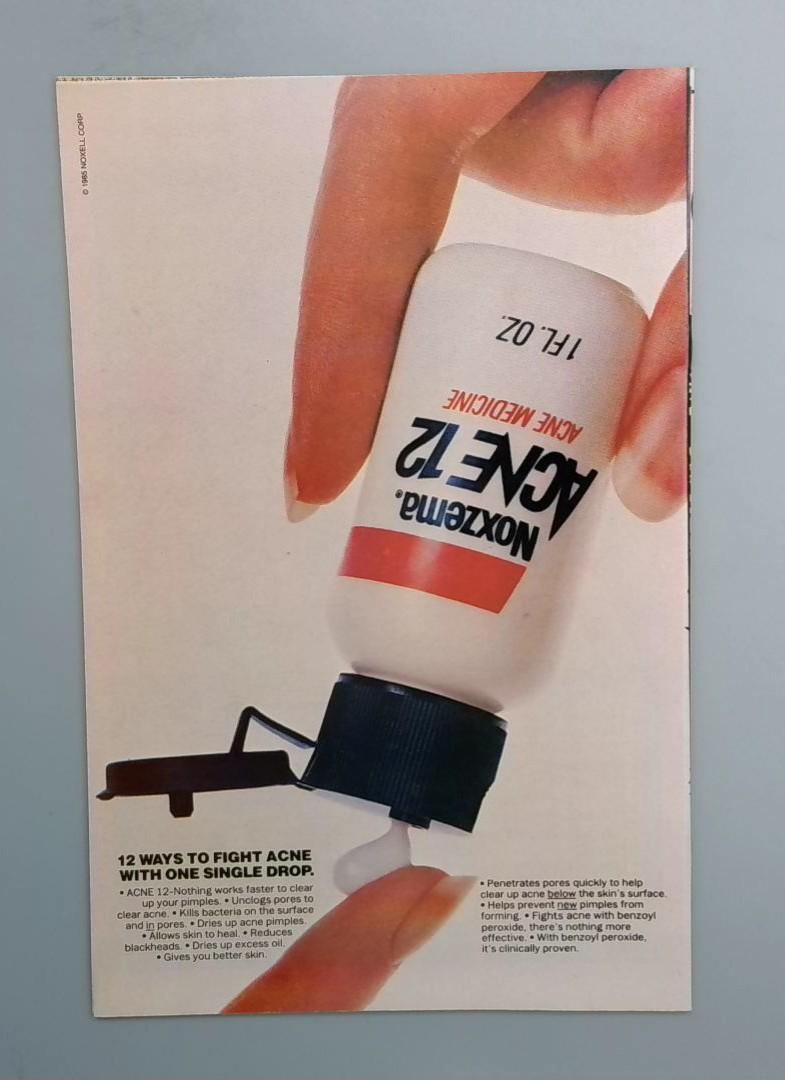 © 1985 NOXELL CORP
1 FL. OZ.
ACNE MEDICINE
ACNE 12
Noxzema®
12 WAYS TO FIGHT ACNE
WITH ONE SINGLE DROP.
• ACNE 12-Nothing works faster to clear
up your pimples. • Unclogs pores to
clear acne. • Kills bacteria on the surface
and in pores. • Dries up acne pimples.
• Allows skin to heal. • Reduces
blackheads. • Dries up excess oil.
• Gives you better skin.
• Penetrates pores quickly to help
clear up acne below the skin's surface.
• Helps prevent new pimples from
forming. • Fights acne with benzoyl
peroxide, there's nothing more
effective. • With benzoyl peroxide,
it's clinically proven.